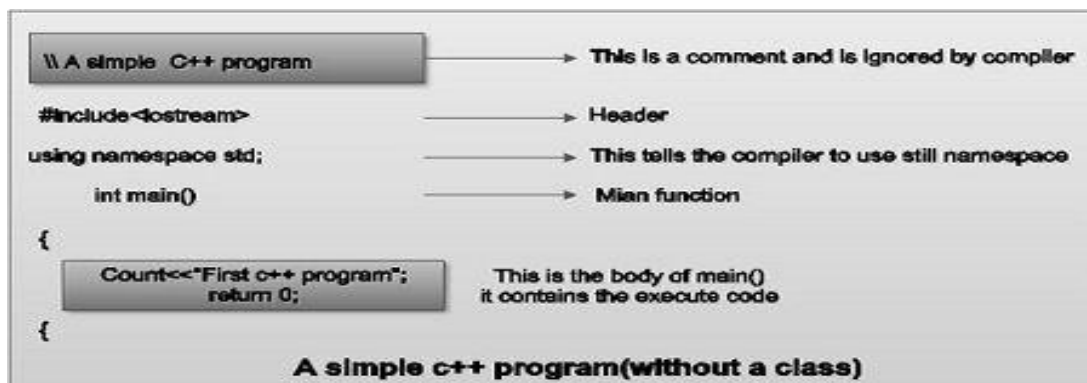 \\ A simple C++ program
This is a comment and is ignored by compiler
#include<iostream>
Header
using namespace std;
This tells the compiler to use still namespace
int main()
Mian function
{
Count<<"First c++ program";
return 0;
This is the body of main()
it contains the execute code
{
A simple c++ program(without a class)